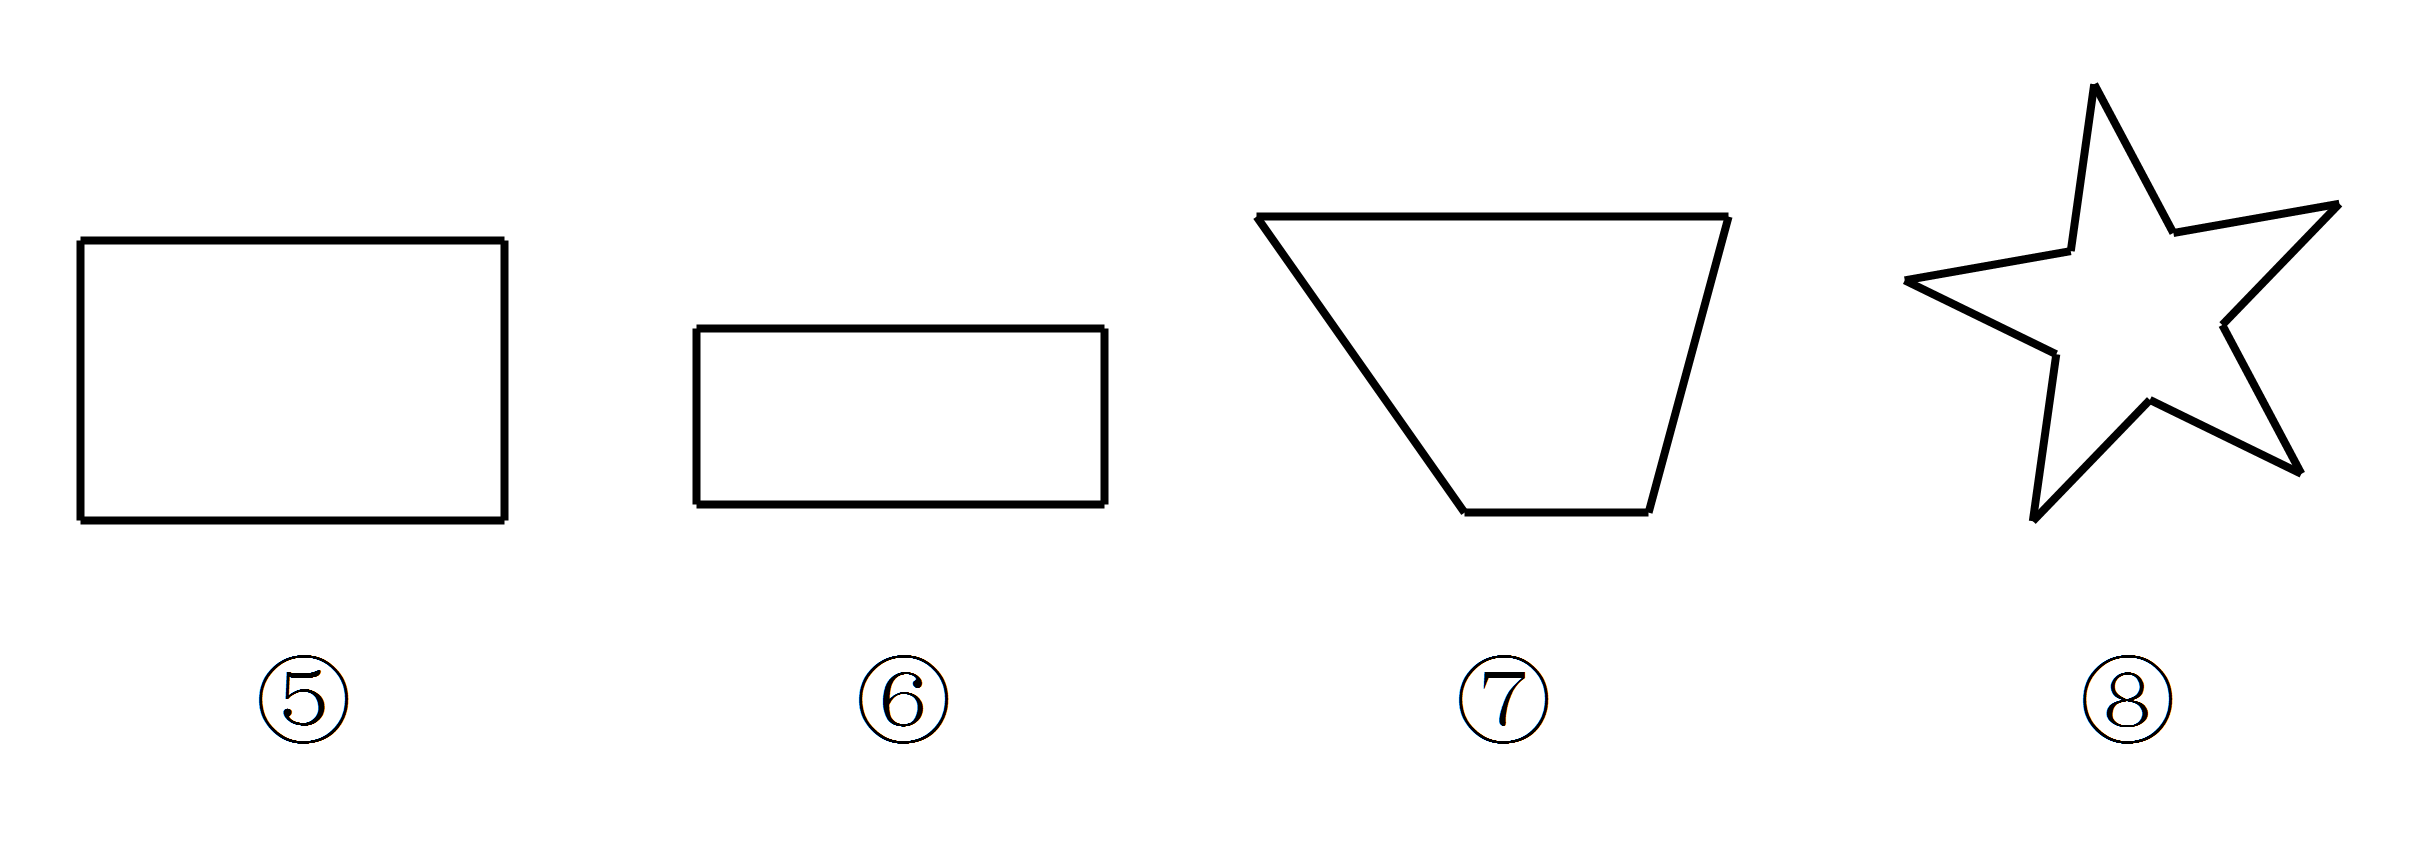 ⑤ ⑥ ⑦ ⑧